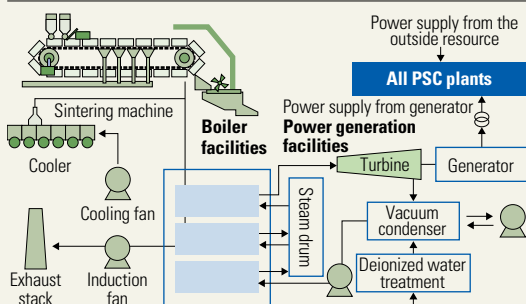 Power supply from the
outside resource
All PSC plants
Power supply from generator
Sintering machine
Boiler
facilities
Power generation
facilities
Cooler
Turbine
Generator
Cooling fan
Steam drum
Vacuum
condenser
Deionized water
treatment
Exhaust
stack
Induction
fan